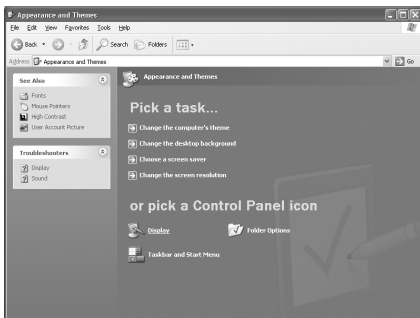 Appearance and Themes
File Edit View Favorites Tools Help
Back Search Folders
Address Appearance and Themes Go
See Also
Fonts
Mouse Pointers
High Contrast
User Account Picture
Troubleshooters
Display
Sound
Appearance and Themes
Pick a task...
Change the computer's theme
Change the desktop background
Choose a screen saver
Change the screen resolution
or pick a Control Panel icon
Display Folder Options
Taskbar and Start Menu